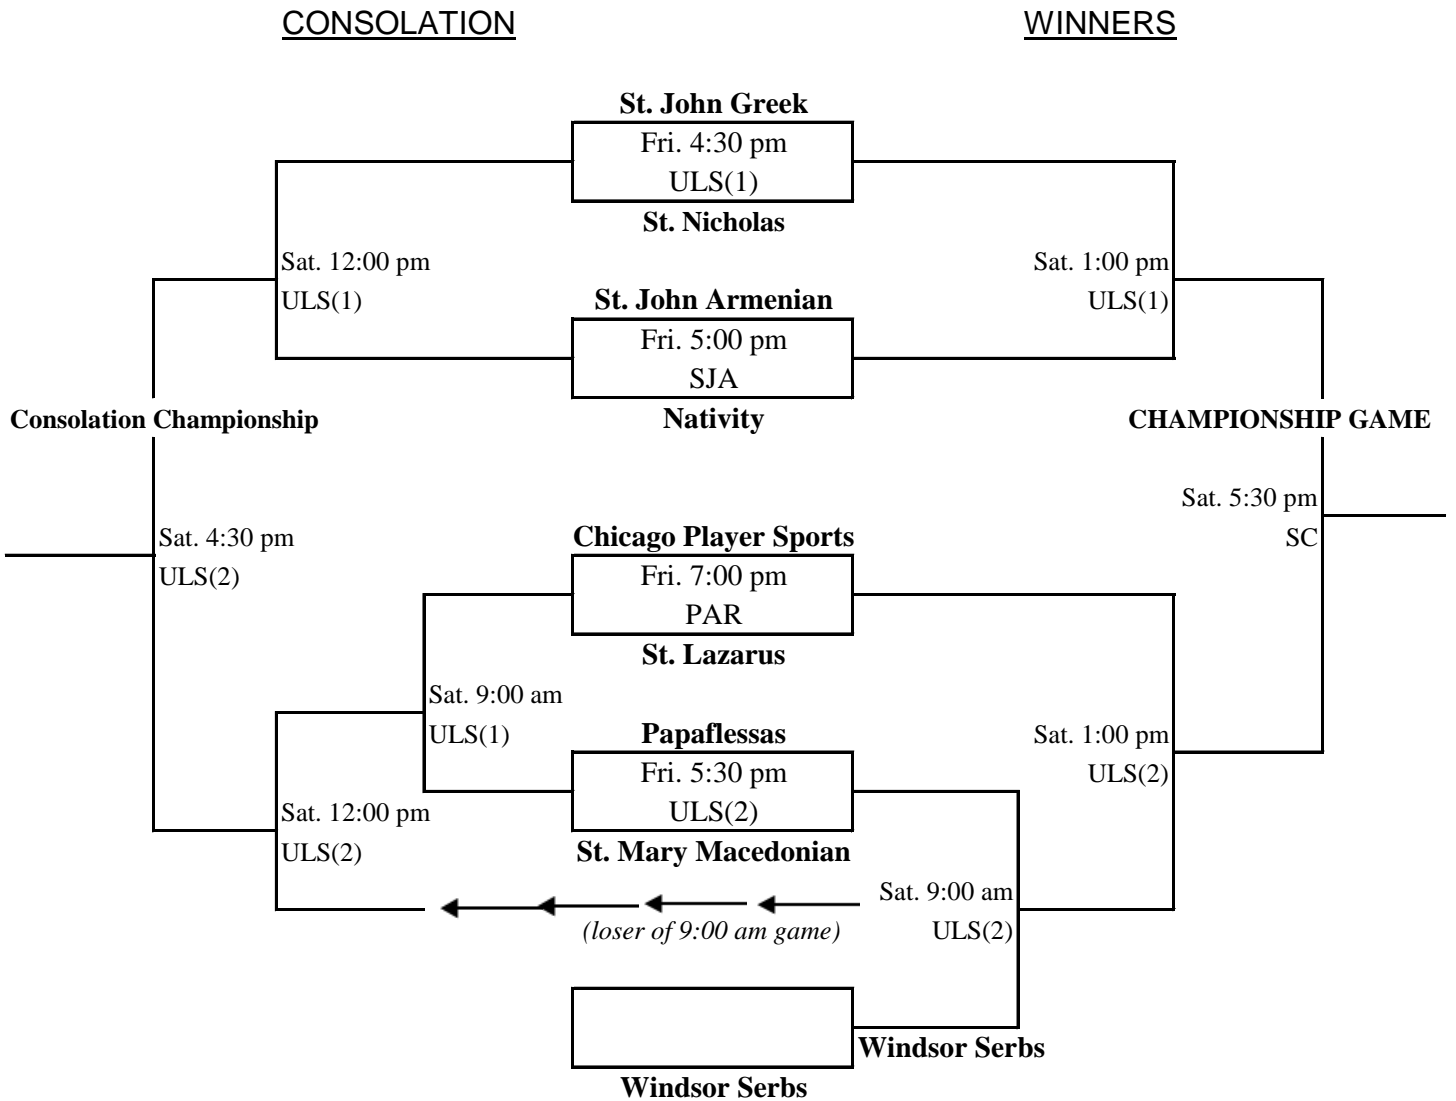 CONSOLATION
WINNERS
St. John Greek
Fri. 4:30 pm
ULS(1)
St. Nicholas
Sat. 12:00 pm
ULS(1)
Sat. 1:00 pm
ULS(1)
St. John Armenian
Fri. 5:00 pm
SJA
Nativity
Consolation Championship
CHAMPIONSHIP GAME
Sat. 5:30 pm
SC
Sat. 4:30 pm
ULS(2)
Chicago Player Sports
Fri. 7:00 pm
PAR
St. Lazarus
Sat. 9:00 am
ULS(1)
Papaflessas
Fri. 5:30 pm
ULS(2)
St. Mary Macedonian
Sat. 1:00 pm
ULS(2)
Sat. 12:00 pm
ULS(2)
Sat. 9:00 am
ULS(2)
(loser of 9:00 am game)
Windsor Serbs
Windsor Serbs